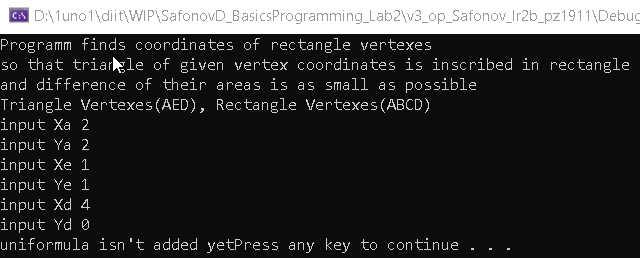 D:\1uno1\diit\WIP\SafonovD_BasicsProgramming_Lab2\v3_op_Safonov_lr2b_pz1911\Debug
Programm finds coordinates of rectangle vertexes
so that triangle of given vertex coordinates is inscribed in rectangle
and difference of their areas is as small as possible
Triangle Vertexes(AED), Rectangle Vertexes(ABCD)
input Xa 2
input Ya 2
input Xe 1
input Ye 1
input Xd 4
input Yd 0
uniformula isn't added yetPress any key to continue . . .